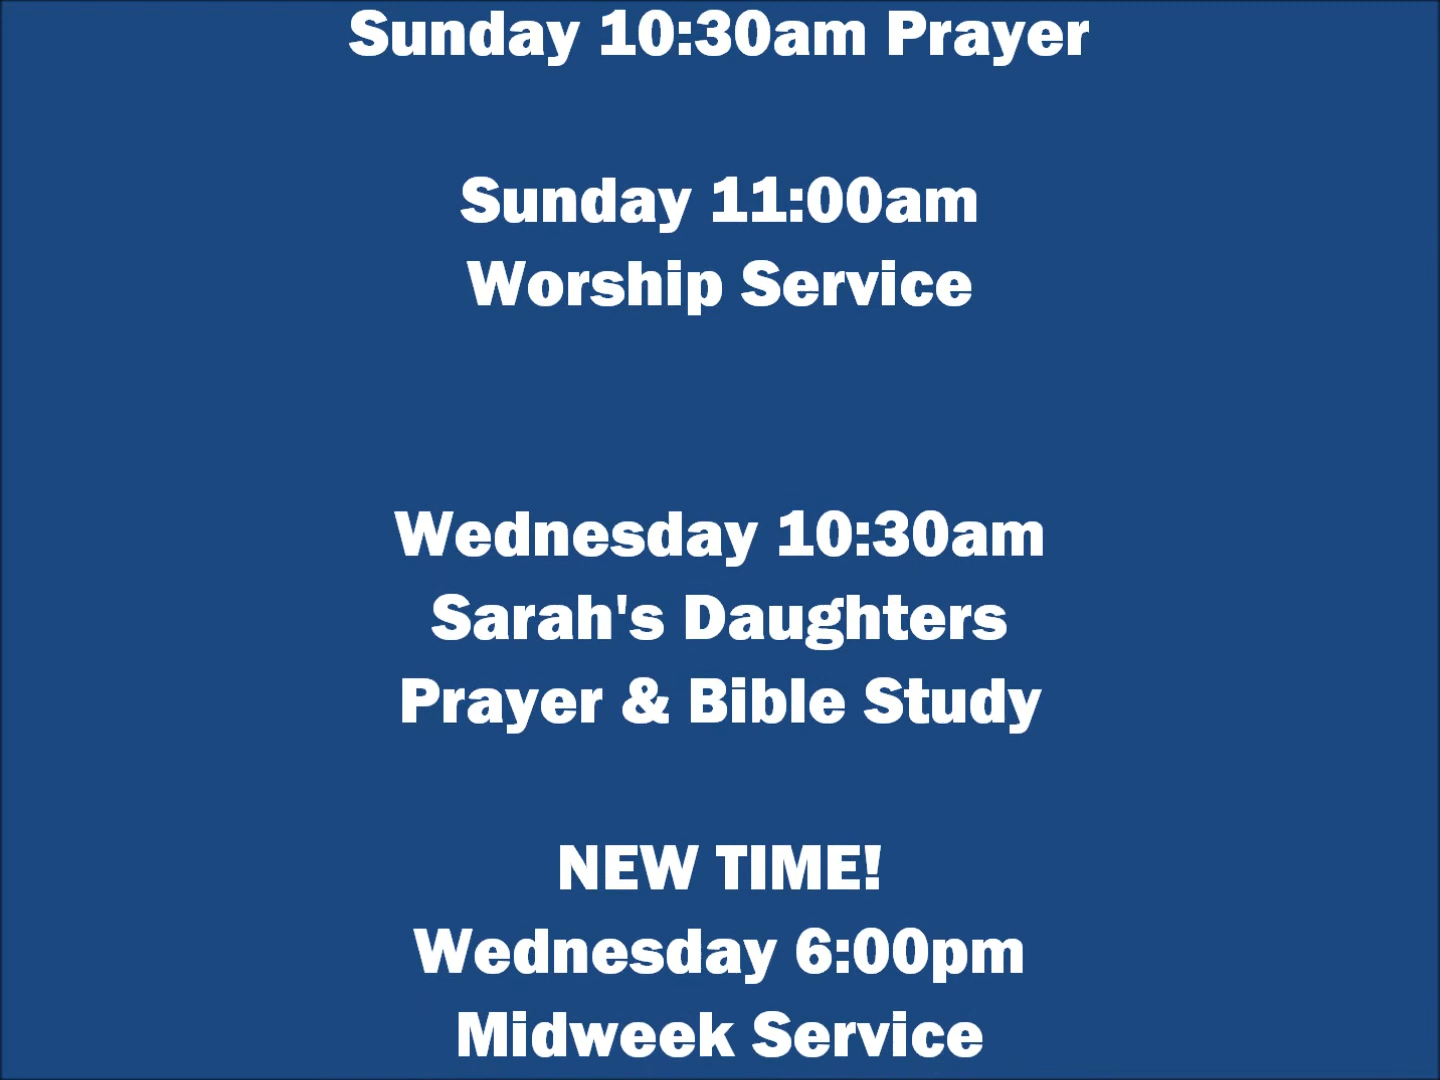 Sunday 10:30am Prayer
Sunday 11:00am
Worship Service
Wednesday 10:30am
Sarah's Daughters
Prayer & Bible Study
NEW TIME!
Wednesday 6:00pm
Midweek Service